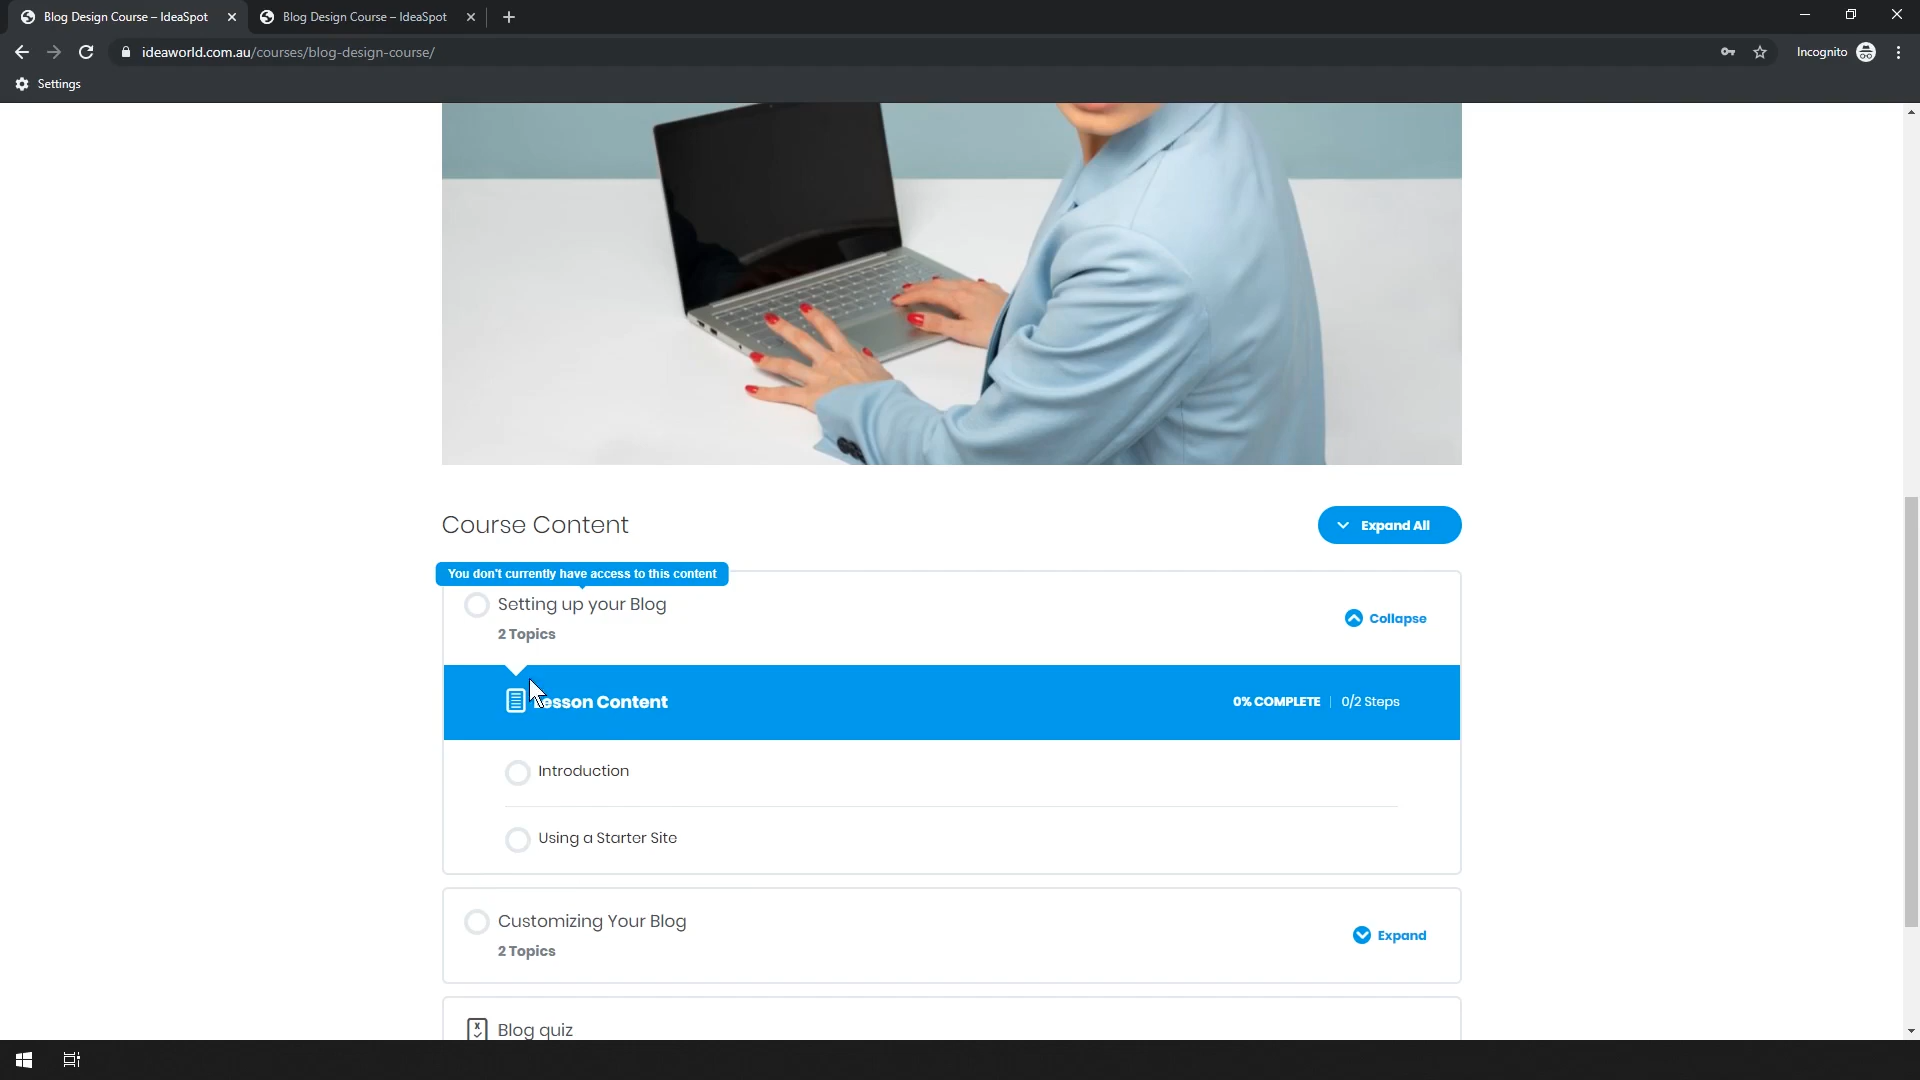 Blog Design Course – IdeaSpot
Blog Design Course – IdeaSpot
ideaworld.com.au/courses/blog-design-course/
Incognito
Settings
Course Content
Expand All
You don't currently have access to this content
Setting up your Blog
2 Topics
Collapse
Lesson Content
0% COMPLETE | 0/2 Steps
Introduction
Using a Starter Site
Customizing Your Blog
2 Topics
Expand
Blog quiz